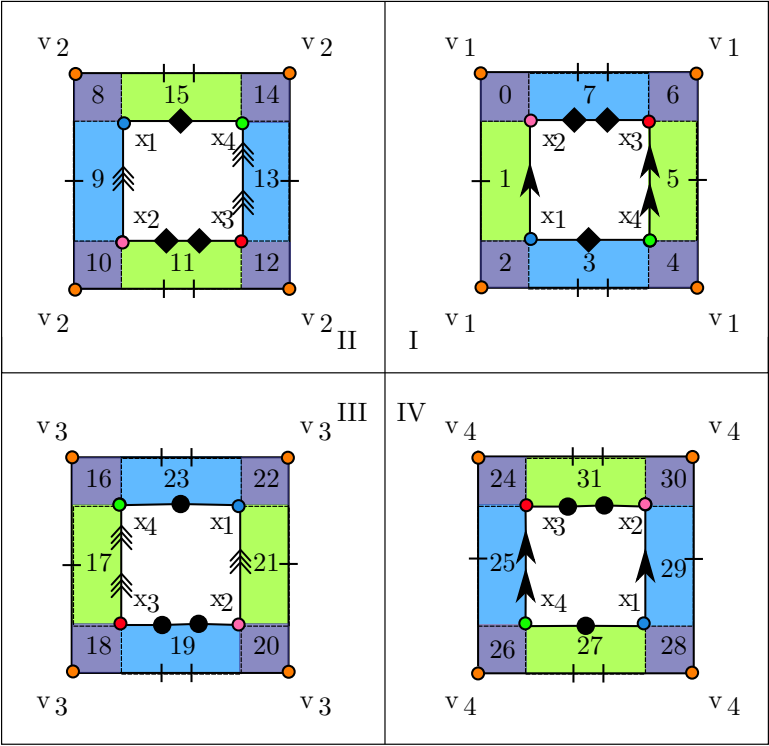 v2 v2 v1 v1
8 15 14 0 7 6
x1 x4 x2 x3
9 13 1 5
x2 x3 x1 x4
10 11 12 2 3 4
v2 v2 v1 v1
II I
III IV
v3 v3 v4 v4
16 23 22 24 31 30
x4 x1 x3 x2
17 21 25 29
x3 x2 x4 x1
18 19 20 26 27 28
v3 v3 v4 v4